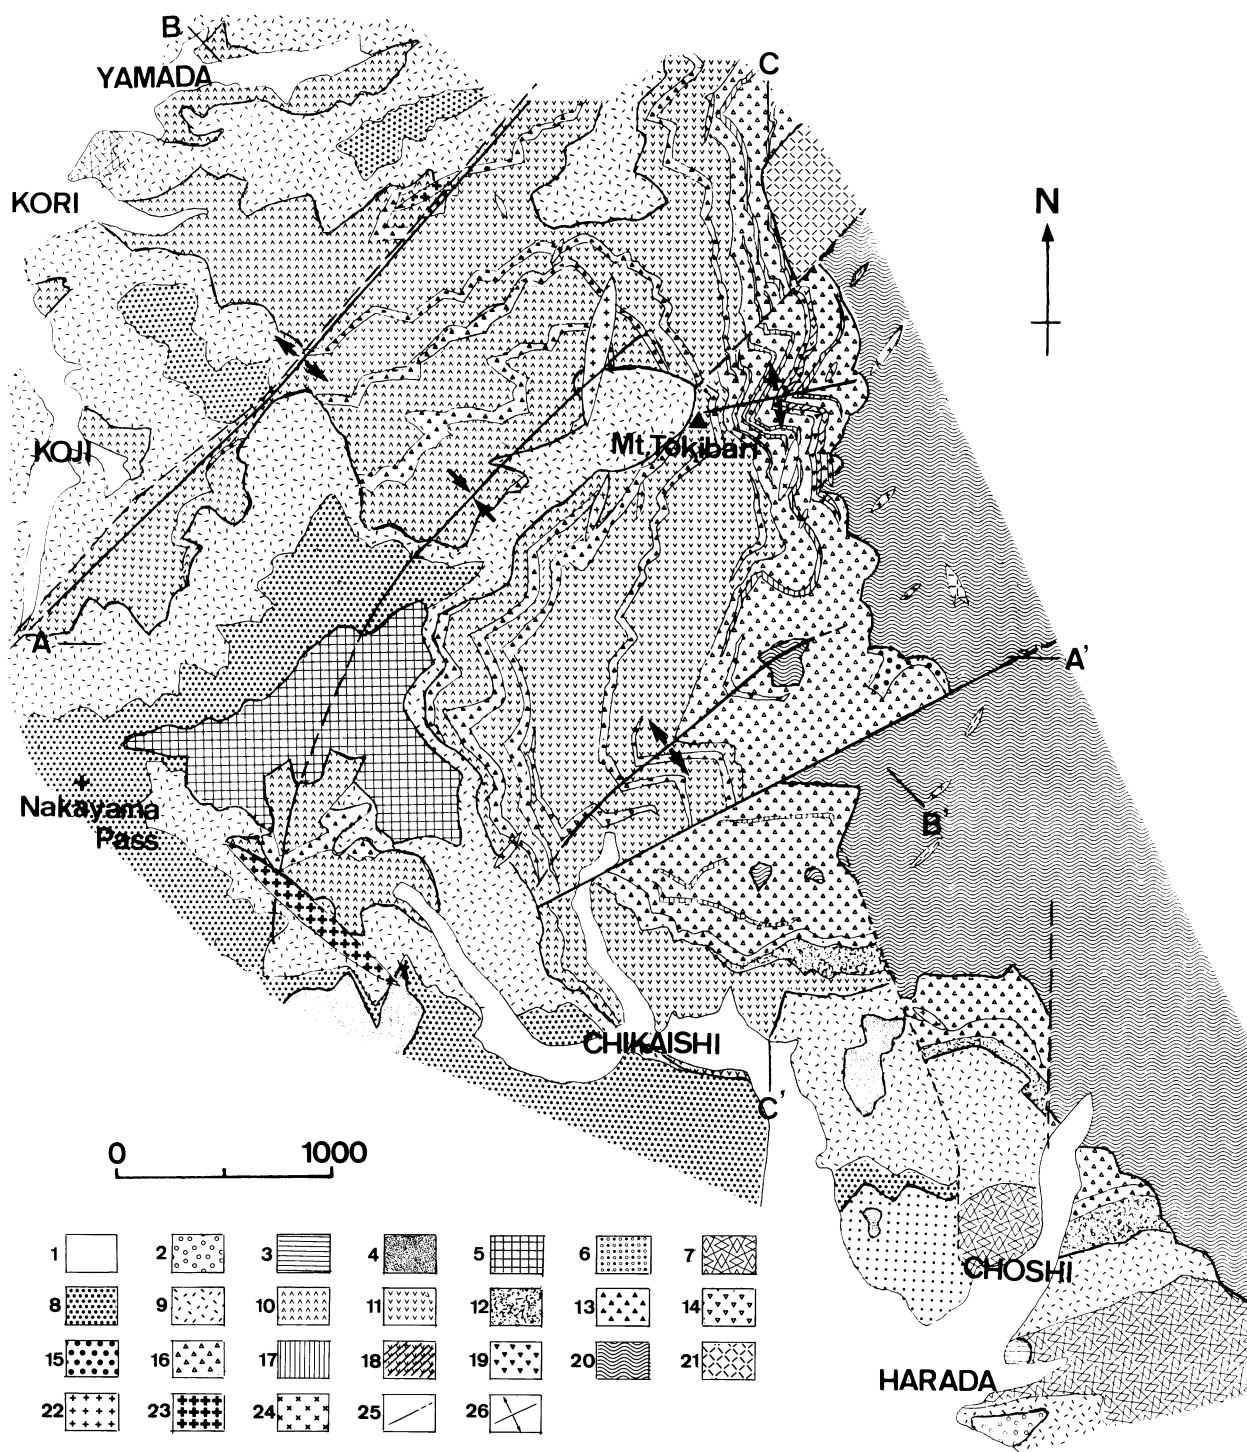 B
YAMADA
C
KORI
N
KOJI
Mt.Tokibari
A
A'
Nakayama
Pass
B'
CHIKAISHI
C'
0 1000
1 2 3 4 5 6 7
8 9 10 11 12 13 14
15 16 17 18 19 20 21
22 23 24 25 26
CHOSHI
HARADA